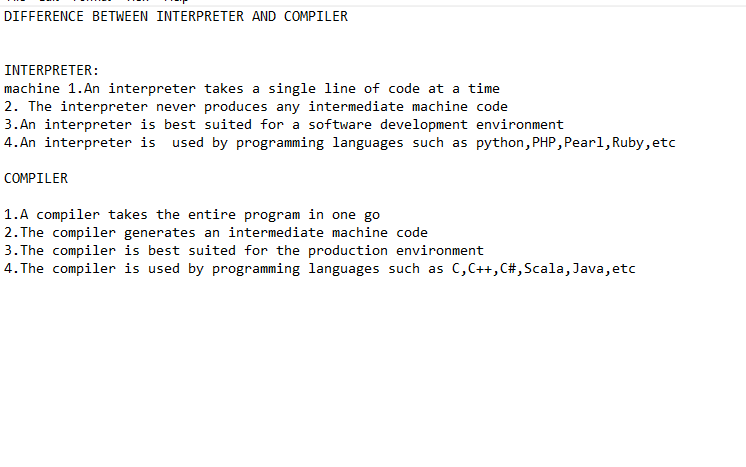 DIFFERENCE BETWEEN INTERPRETER AND COMPILER
INTERPRETER:
machine 1.An interpreter takes a single line of code at a time
2. The interpreter never produces any intermediate machine code
3.An interpreter is best suited for a software development environment
4.An interpreter is  used by programming languages such as python,PHP,Pearl,Ruby,etc
COMPILER
1.A compiler takes the entire program in one go
2.The compiler generates an intermediate machine code
3.The compiler is best suited for the production environment
4.The compiler is used by programming languages such as C,C++,C#,Scala,Java,etc